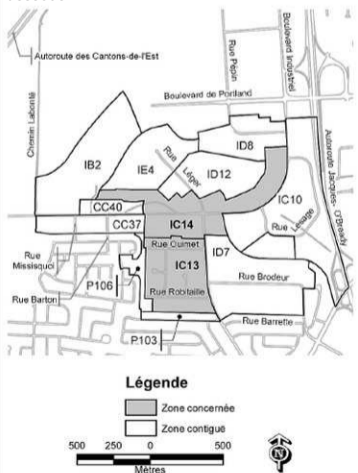 Autoroute des Cantons-de-l'Est
Chemin Labonté
Rue Pépin
Boulevard Industriel
Boulevard de Portland
Autoroute Jacques-O'Bready
IB2
IE4
Rue Léger
ID8
ID12
IC10
CC40
CC37
IC14
Rue Lesage
Rue Missisquoi
Rue Ouimet
ID7
IC13
Rue Barton
P106
Rue Robitaille
Rue Brodeur
P103
Rue Barrette
Légende
Zone concernée
Zone contiguë
500 250 0 500
Mètres
N